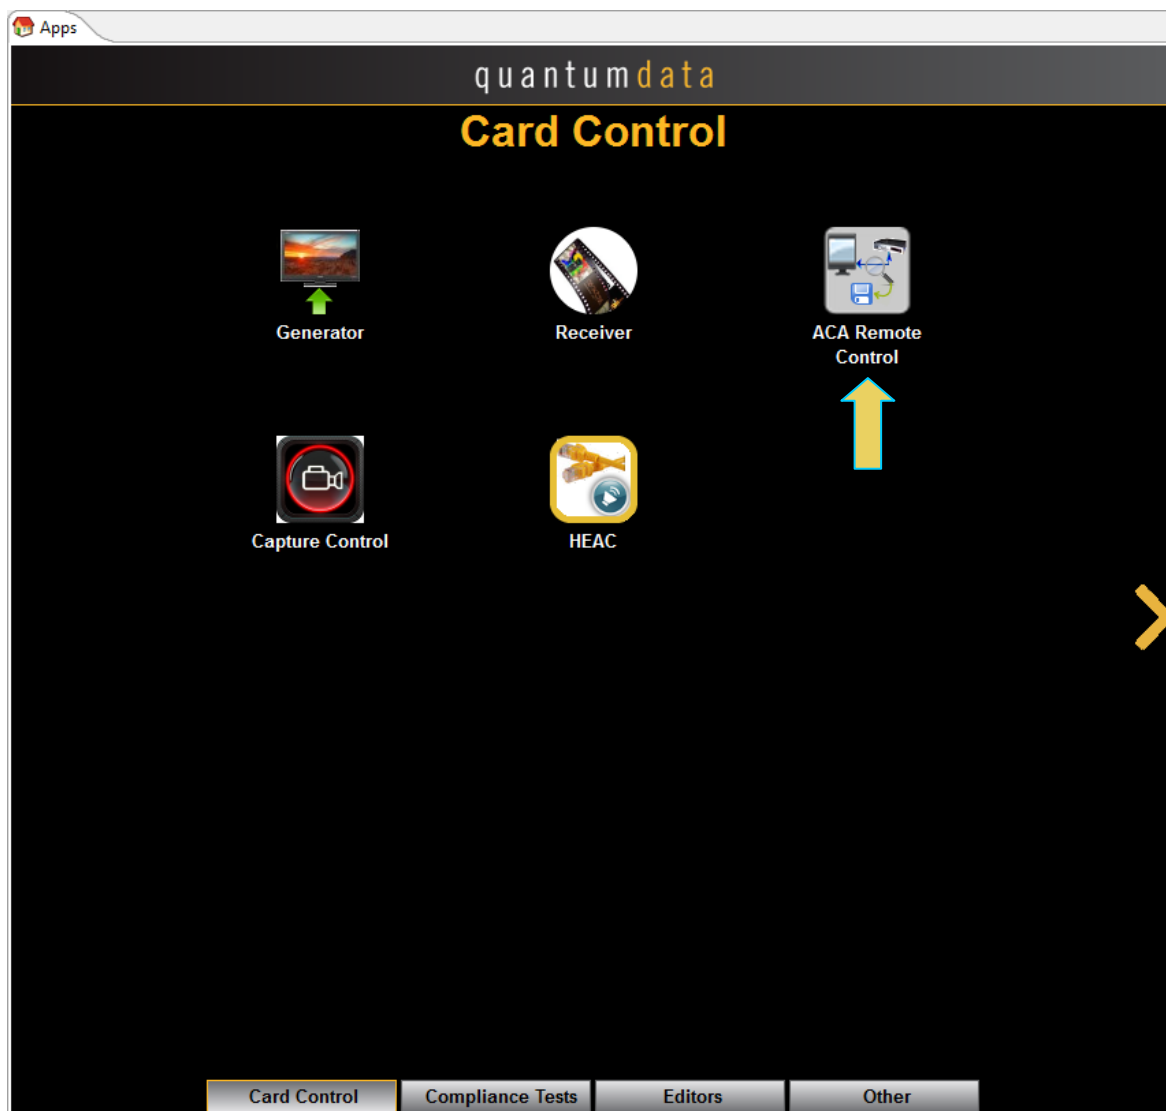 Apps
quantumdata
Card Control
Generator
Receiver
ACA Remote
Control
Capture Control
HEAC
Card Control
Compliance Tests
Editors
Other